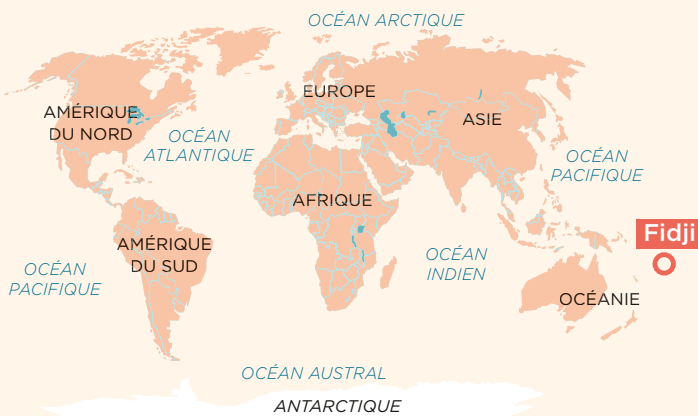 OCÉAN ARCTIQUE
EUROPE
AMÉRIQUE
DU NORD
ASIE
OCÉAN
ATLANTIQUE
OCÉAN
PACIFIQUE
AFRIQUE
Fidji
AMÉRIQUE
DU SUD
OCÉAN
INDIEN
OCÉAN
PACIFIQUE
OCÉANIE
OCÉAN AUSTRAL
ANTARCTIQUE